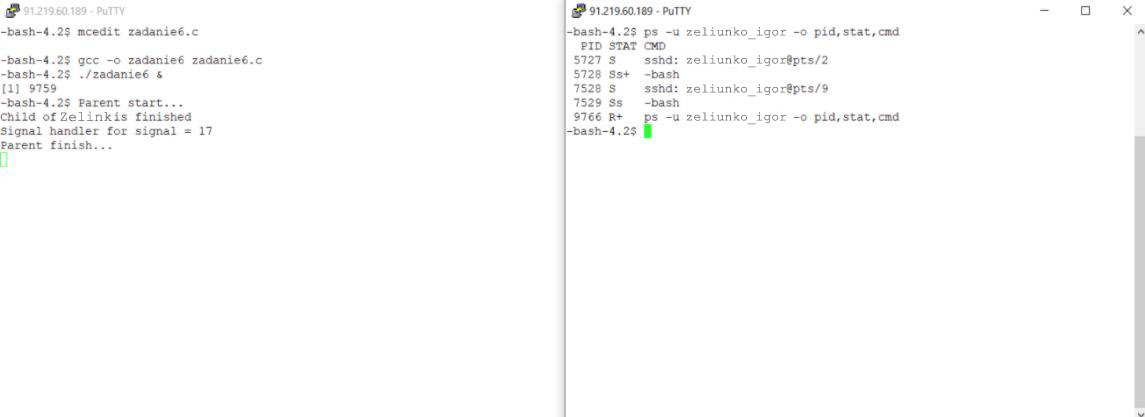 91.219.60.189 - PuTTY
-bash-4.2$ mcedit zadanie6.c
-bash-4.2$ gcc -o zadanie6 zadanie6.c
-bash-4.2$ ./zadanie6 &
[1] 9759
-bash-4.2$ Parent start...
Child of Zelinkis finished
Signal handler for signal = 17
Parent finish...
91.219.60.189 - PuTTY
-bash-4.2$ ps -u zeliunko_igor -o pid,stat,cmd
PID STAT CMD
5727 S sshd: zeliunko_igor@pts/2
5728 Ss+ -bash
7528 S sshd: zeliunko_igor@pts/9
7529 Ss -bash
9766 R+ ps -u zeliunko_igor -o pid,stat,cmd
-bash-4.2$